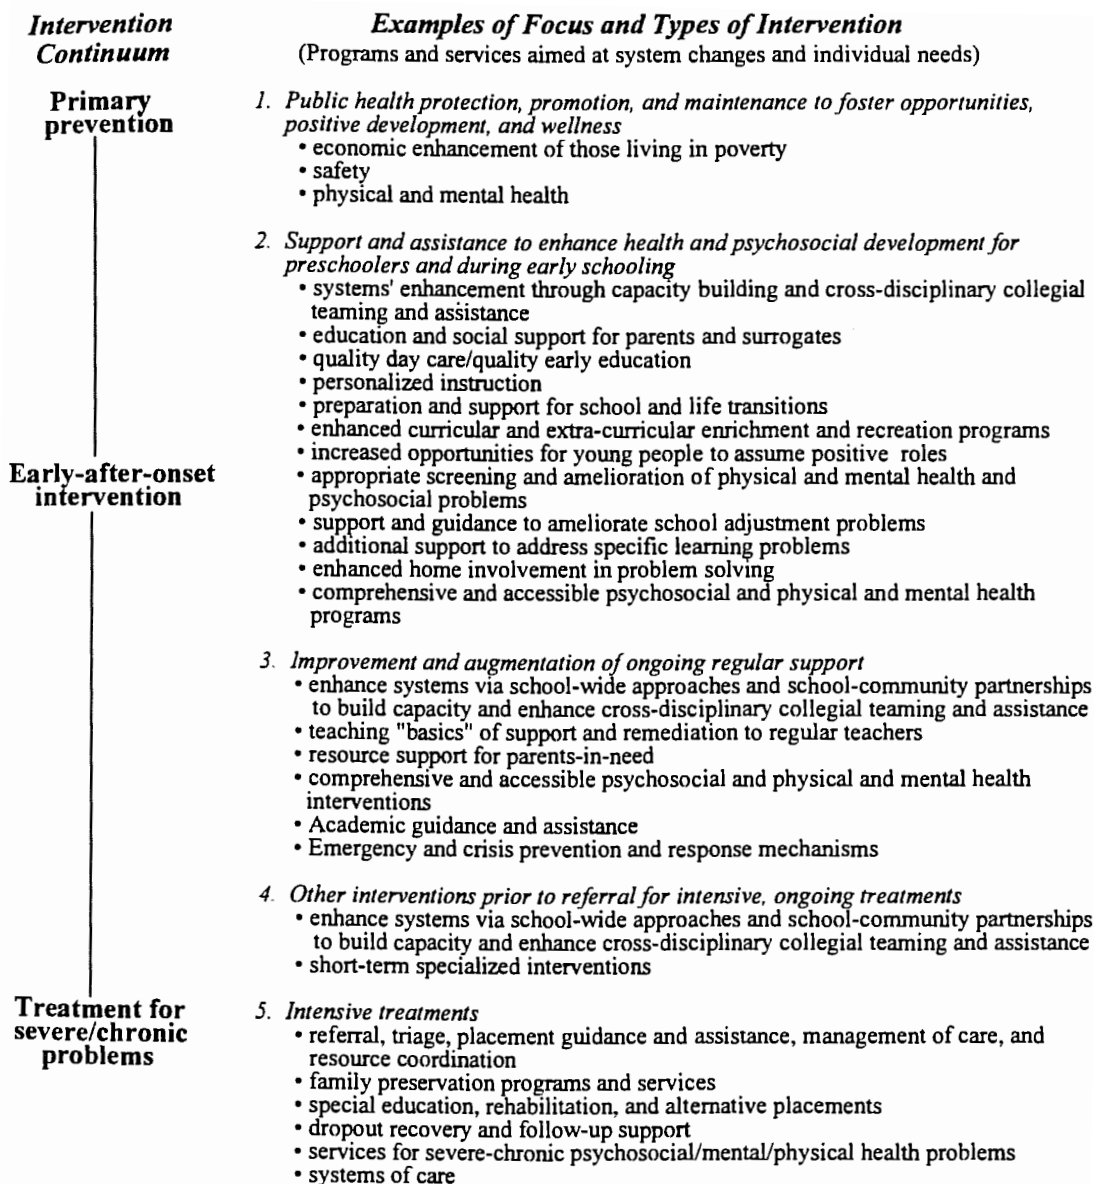 Intervention
Continuum
Examples of Focus and Types of Intervention
(Programs and services aimed at system changes and individual needs)
Primary
prevention
1. Public health protection, promotion, and maintenance to foster opportunities,
positive development, and wellness
• economic enhancement of those living in poverty
• safety
• physical and mental health
2. Support and assistance to enhance health and psychosocial development for
preschoolers and during early schooling
• systems' enhancement through capacity building and cross-disciplinary collegial
teaming and assistance
• education and social support for parents and surrogates
• quality day care/quality early education
• personalized instruction
• preparation and support for school and life transitions
• enhanced curricular and extra-curricular enrichment and recreation programs
• increased opportunities for young people to assume positive roles
Early-after-onset
intervention
• appropriate screening and amelioration of physical and mental health and
psychosocial problems
• support and guidance to ameliorate school adjustment problems
• additional support to address specific learning problems
• enhanced home involvement in problem solving
• comprehensive and accessible psychosocial and physical and mental health
programs
3. Improvement and augmentation of ongoing regular support
• enhance systems via school-wide approaches and school-community partnerships
to build capacity and enhance cross-disciplinary collegial teaming and assistance
• teaching "basics" of support and remediation to regular teachers
• resource support for parents-in-need
• comprehensive and accessible psychosocial and physical and mental health
interventions
• Academic guidance and assistance
• Emergency and crisis prevention and response mechanisms
4. Other interventions prior to referral for intensive, ongoing treatments
• enhance systems via school-wide approaches and school-community partnerships
to build capacity and enhance cross-disciplinary collegial teaming and assistance
• short-term specialized interventions
Treatment for
severe/chronic
problems
5. Intensive treatments
• referral, triage, placement guidance and assistance, management of care, and
resource coordination
• family preservation programs and services
• special education, rehabilitation, and alternative placements
• dropout recovery and follow-up support
• services for severe-chronic psychosocial/mental/physical health problems
• systems of care